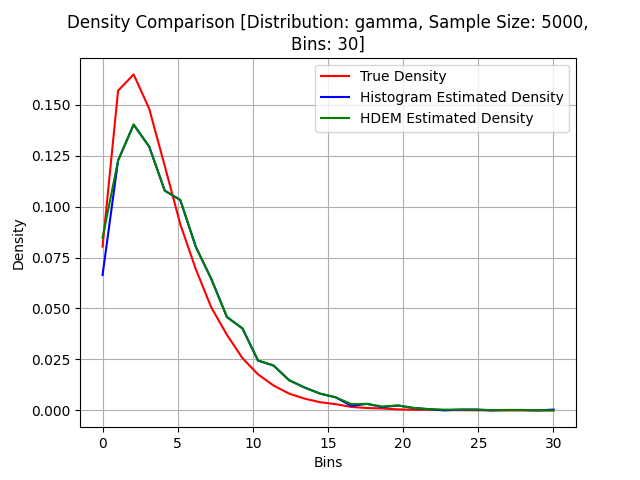 Density Comparison [Distribution: gamma, Sample Size: 5000,
Bins: 30]
True Density
Histogram Estimated Density
HDEM Estimated Density
Density
0.150
0.125
0.100
0.075
0.050
0.025
0.000
0 5 10 15 20 25 30
Bins